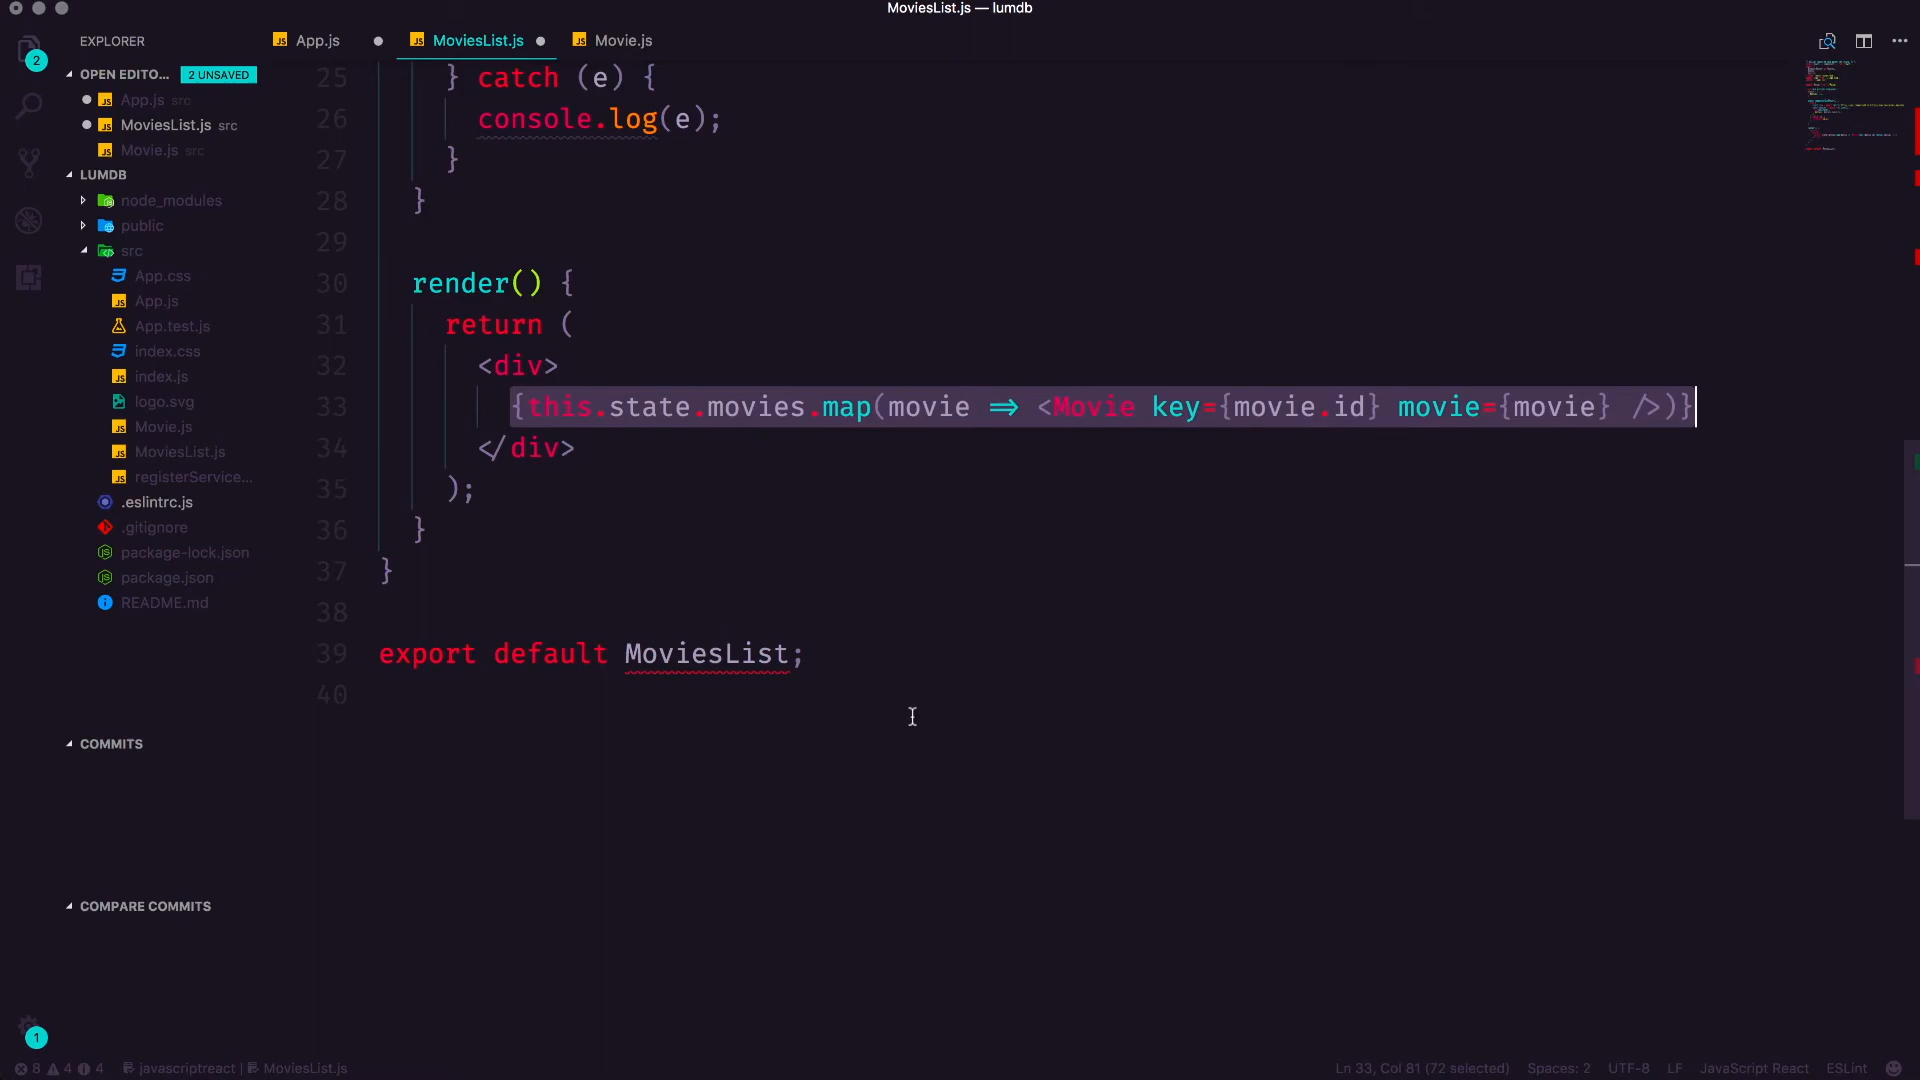 MoviesList.js — lumdb
2
EXPLORER
App.js
MoviesList.js
Movie.js
OPEN EDITO... 2 UNSAVED
App.js src
MoviesList.js src
Movie.js src
LUMDB
node_modules
public
src
App.css
App.js
App.test.js
index.css
index.js
logo.svg
Movie.js
MoviesList.js
registerService...
.eslintrc.js
.gitignore
package-lock.json
package.json
README.md
COMMITS
COMPARE COMMITS
1
25 } catch (e) {
26 console.log(e);
27 }
28 }
29
30 render() {
31 return (
32 <div>
33 {this.state.movies.map(movie => <Movie key={movie.id} movie={movie} />)}
34 </div>
35 );
36 }
37 }
38
39 export default MoviesList;
40
8 4 4 javascriptreact | MoviesList.js Ln 33, Col 81 (72 selected) Spaces: 2 UTF-8 LF JavaScript React ESLint